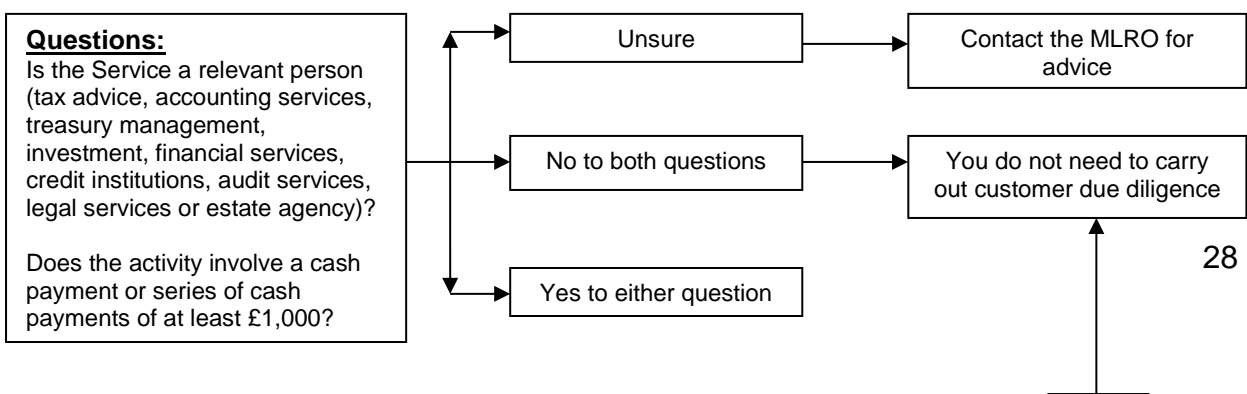 Questions:
Is the Service a relevant person
(tax advice, accounting services,
treasury management,
investment, financial services,
credit institutions, audit services,
legal services or estate agency)?
Does the activity involve a cash
payment or series of cash
payments of at least £1,000?
Unsure
Contact the MLRO for
advice
No to both questions
You do not need to carry
out customer due diligence
Yes to either question
28